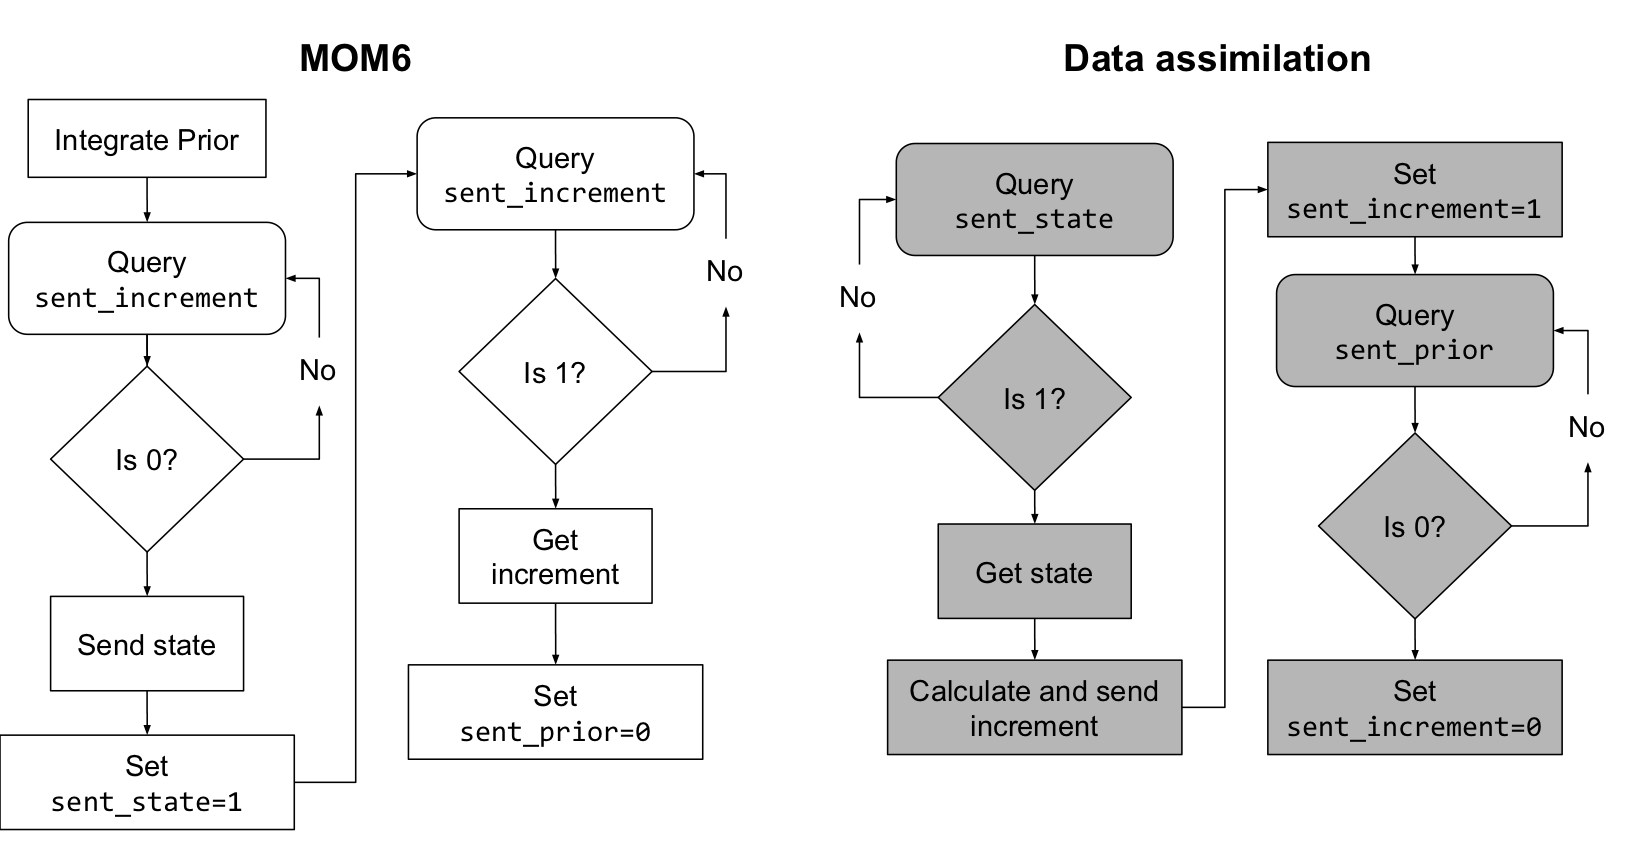 MOM6
Integrate Prior
Query
sent_increment
No
Is 0?
Send state
Set
sent_state=1
Query
sent_increment
No
Is 1?
Get
increment
Set
sent_prior=0
Data assimilation
Query
sent_state
No
Is 1?
Get state
Calculate and send
increment
Set
sent_increment=1
Query
sent_prior
No
Is 0?
Set
sent_increment=0